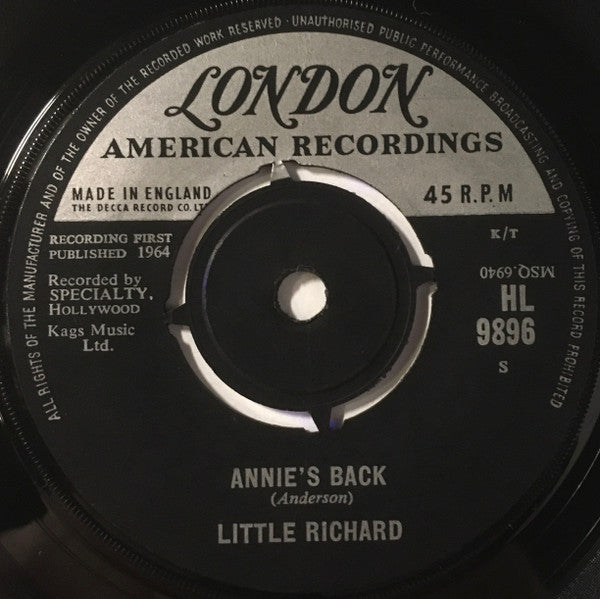 ALL RIGHTS OF THE MANUFACTURER AND OF THE OWNER OF THE RECORDED WORK RESERVED · UNAUTHORISED PUBLIC PERFORMANCE BROADCASTING AND COPYING OF THIS RECORD PROHIBITED
LONDON
AMERICAN RECORDINGS
MADE IN ENGLAND
THE DECCA RECORD CO. LT
45 R.P.M
RECORDING FIRST
PUBLISHED 1964
K/T
Recorded by
SPECIALTY,
HOLLYWOOD
MSQ.6940
HL
9896
Kags Music
Ltd.
S
ANNIE'S BACK
(Anderson)
LITTLE RICHARD